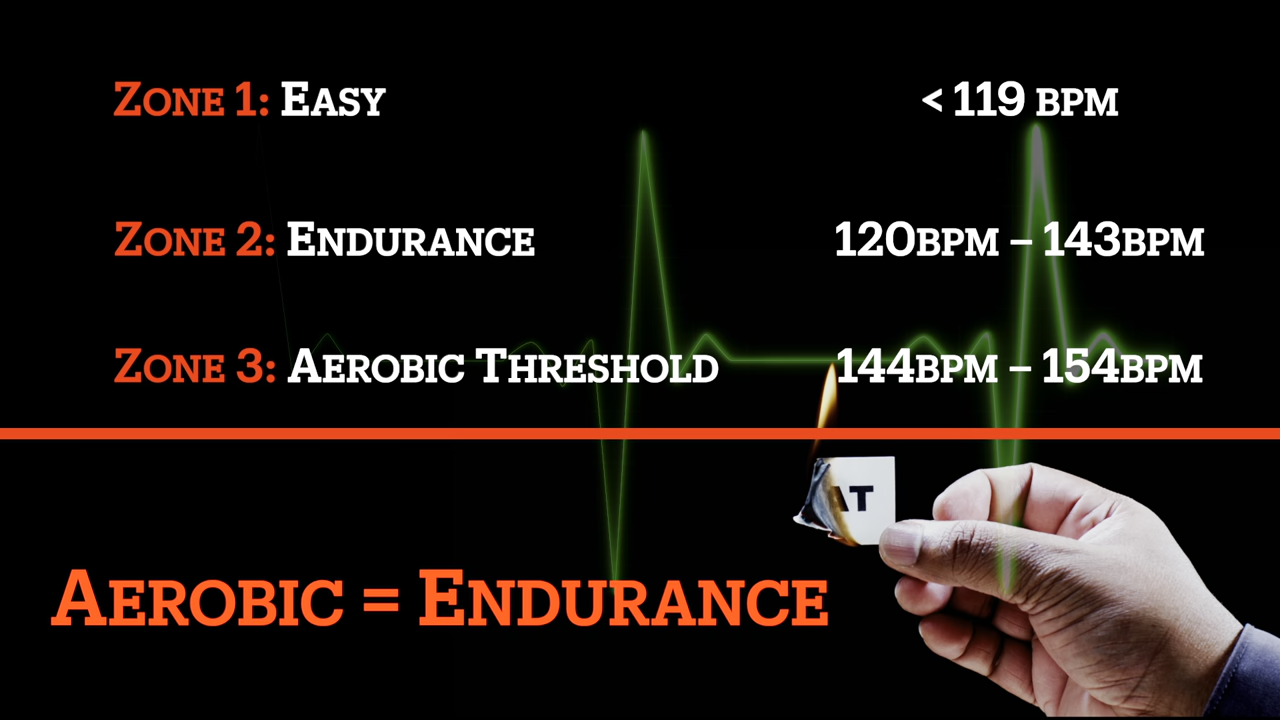 Zone 1: Easy < 119 bpm
Zone 2: Endurance 120bpm – 143bpm
Zone 3: Aerobic Threshold 144bpm – 154bpm
AT
Aerobic = Endurance